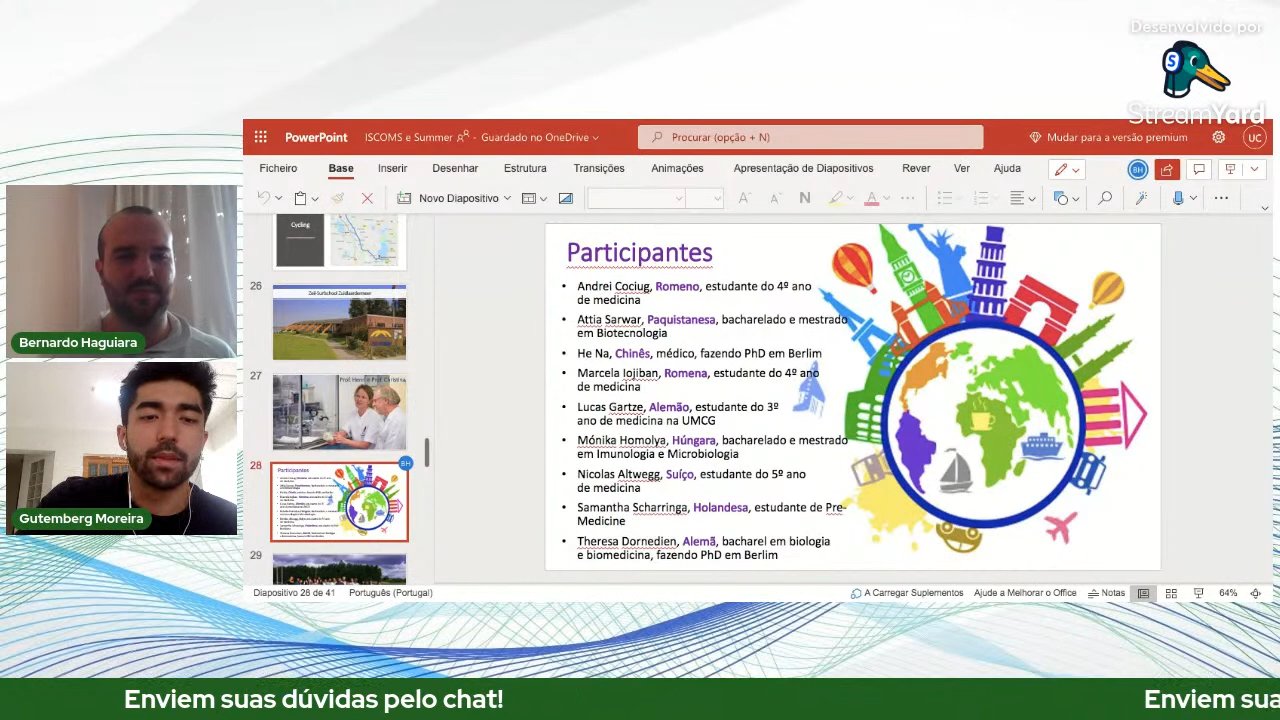 Desenvolvido por
StreamYard
PowerPoint ISCOMS e Summer - Guardado no OneDrive
Procurar (opção + N)
Mudar para a versão premium
UC
Ficheiro Base Inserir Desenhar Estrutura Transições Animações Apresentação de Diapositivos Rever Ver Ajuda
BH
Novo Diapositivo
N
A
Cycling
26
27
28
Participantes
BH
29
Participantes
• Andrei Cociug, Romeno, estudante do 4º ano
de medicina
• Attia Sarwar, Paquistanesa, bacharelado e mestrado
em Biotecnologia
• He Na, Chinês, médico, fazendo PhD em Berlim
• Marcela Iojiban, Romena, estudante do 4º ano
de medicina
• Lucas Gartze, Alemão, estudante do 3º
ano de medicina na UMCG
• Mónika Homolya, Húngara, bacharelado e mestrado
em Imunologia e Microbiologia
• Nicolas Altwegg, Suíço, estudante do 5º ano
de medicina
• Samantha Scharringa, Holandesa, estudante de Pre-
Medicine
• Theresa Dornedien, Alemã, bacharel em biologia
e biomedicina, fazendo PhD em Berlim
Bernardo Haguiara
Moreira
Diapositivo 28 de 41 Português (Portugal)
A Carregar Suplementos Ajude a Melhorar o Office Notas 64%
Enviem suas dúvidas pelo chat!
Enviem sua